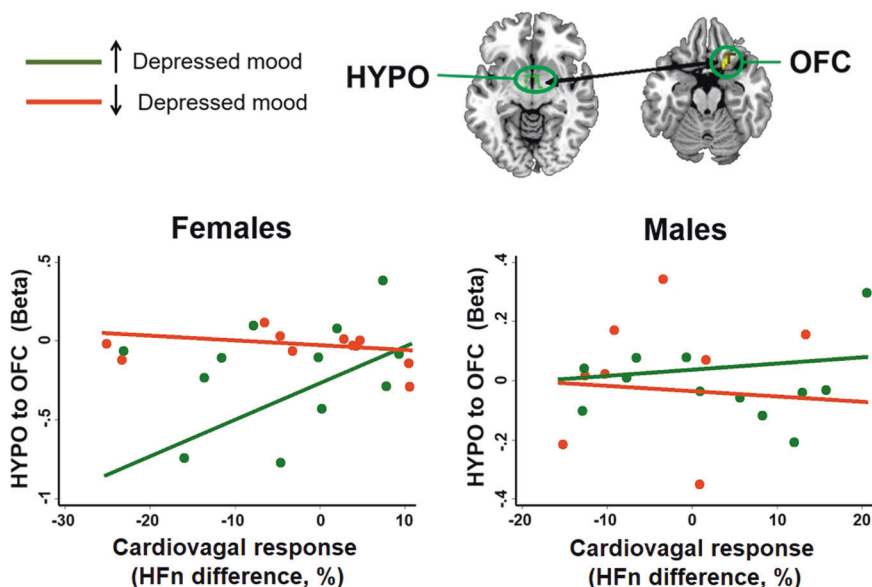 ↑ Depressed mood
↓ Depressed mood
HYPO
OFC
Females
HYPO to OFC (Beta)
.5
0
-.5
-1
-30
-20
-10
0
10
Cardiovagal response
(HFn difference, %)
Males
HYPO to OFC (Beta)
.4
.2
0
-.2
-.4
-20
-10
0
10
20
Cardiovagal response
(HFn difference, %)